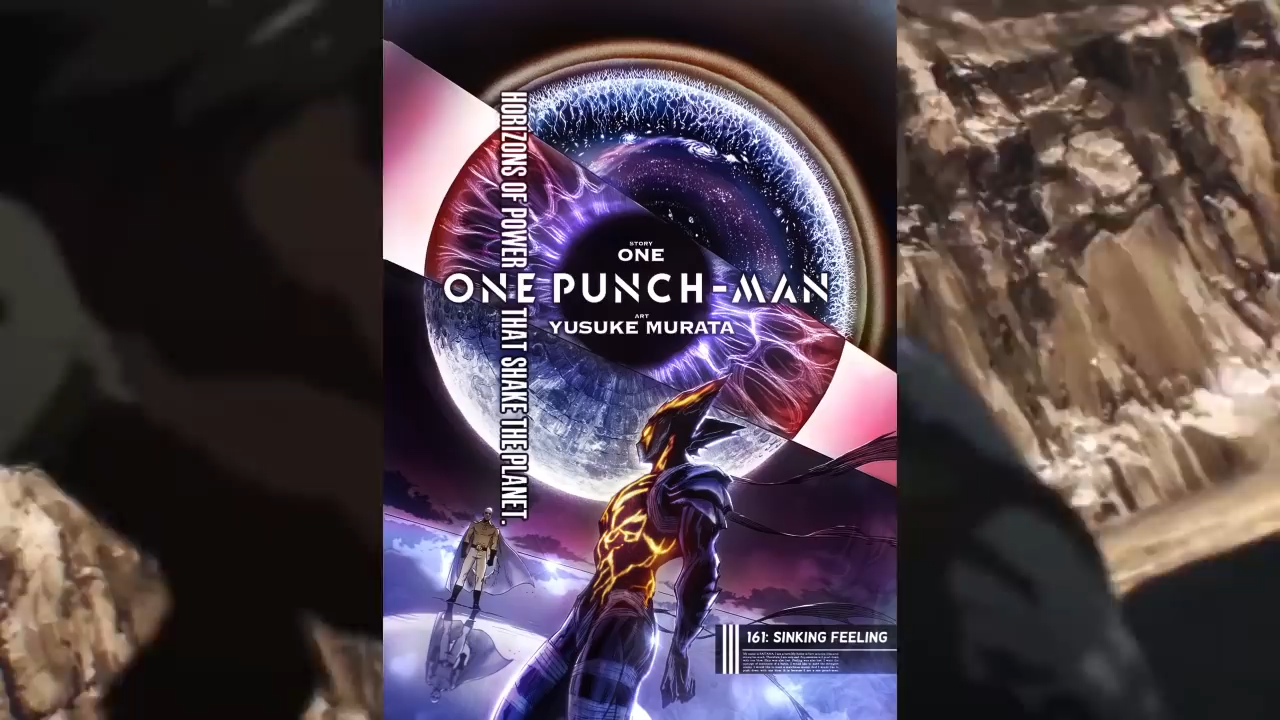 HORIZONS OF POWER THAT SHAKE THE PLANET.
STORY
ONE
ONE PUNCH-MAN
ART
YUSUKE MURATA
161: SINKING FEELING